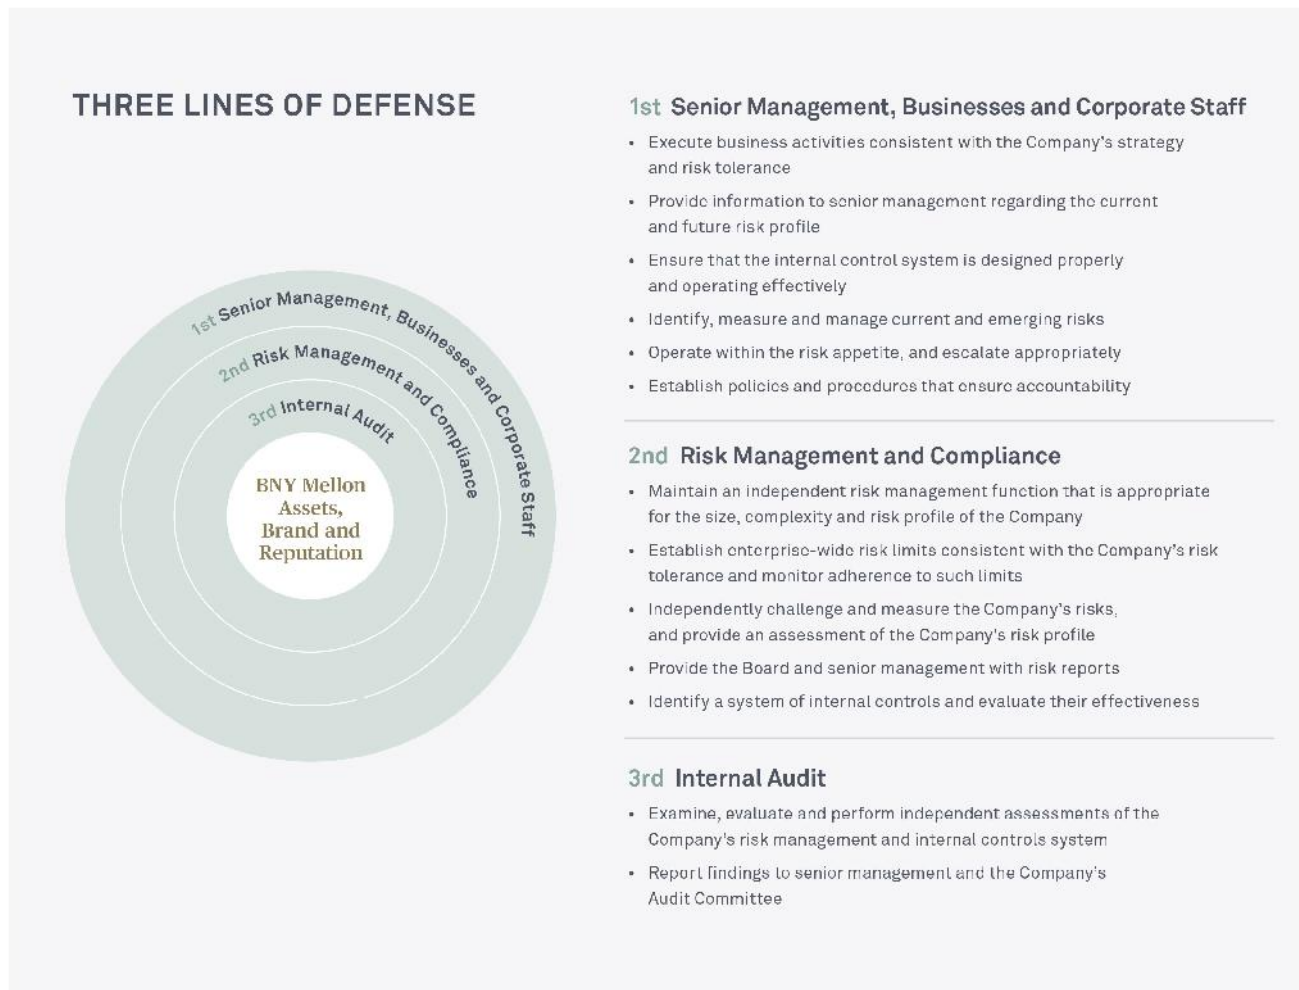 THREE LINES OF DEFENSE
1st Senior Management, Businesses and Corporate Staff
2nd Risk Management and Compliance
3rd Internal Audit
BNY Mellon
Assets,
Brand and
Reputation
1st Senior Management, Businesses and Corporate Staff
• Execute business activities consistent with the Company's strategy
and risk tolerance
• Provide information to senior management regarding the current
and future risk profile
• Ensure that the internal control system is designed properly
and operating effectively
• Identify, measure and manage current and emerging risks
• Operate within the risk appetite, and escalate appropriately
• Establish policies and procedures that ensure accountability
2nd Risk Management and Compliance
• Maintain an independent risk management function that is appropriate
for the size, complexity and risk profile of the Company
• Establish enterprise-wide risk limits consistent with the Company's risk
tolerance and monitor adherence to such limits
• Independently challenge and measure the Company's risks,
and provide an assessment of the Company's risk profile
• Provide the Board and senior management with risk reports
• Identify a system of internal controls and evaluate their effectiveness
3rd Internal Audit
• Examine, evaluate and perform independent assessments of the
Company's risk management and internal controls system
• Report findings to senior management and the Company's
Audit Committee